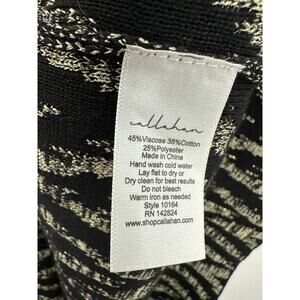 callahan
45%Viscose 35%Cotton
25%Polyester
Made in China
Hand wash cold water
Lay flat to dry or
Dry clean for best results
Do not bleach
Warm iron as needed
Style 10164
RN 142824
www.shopcallahan.com